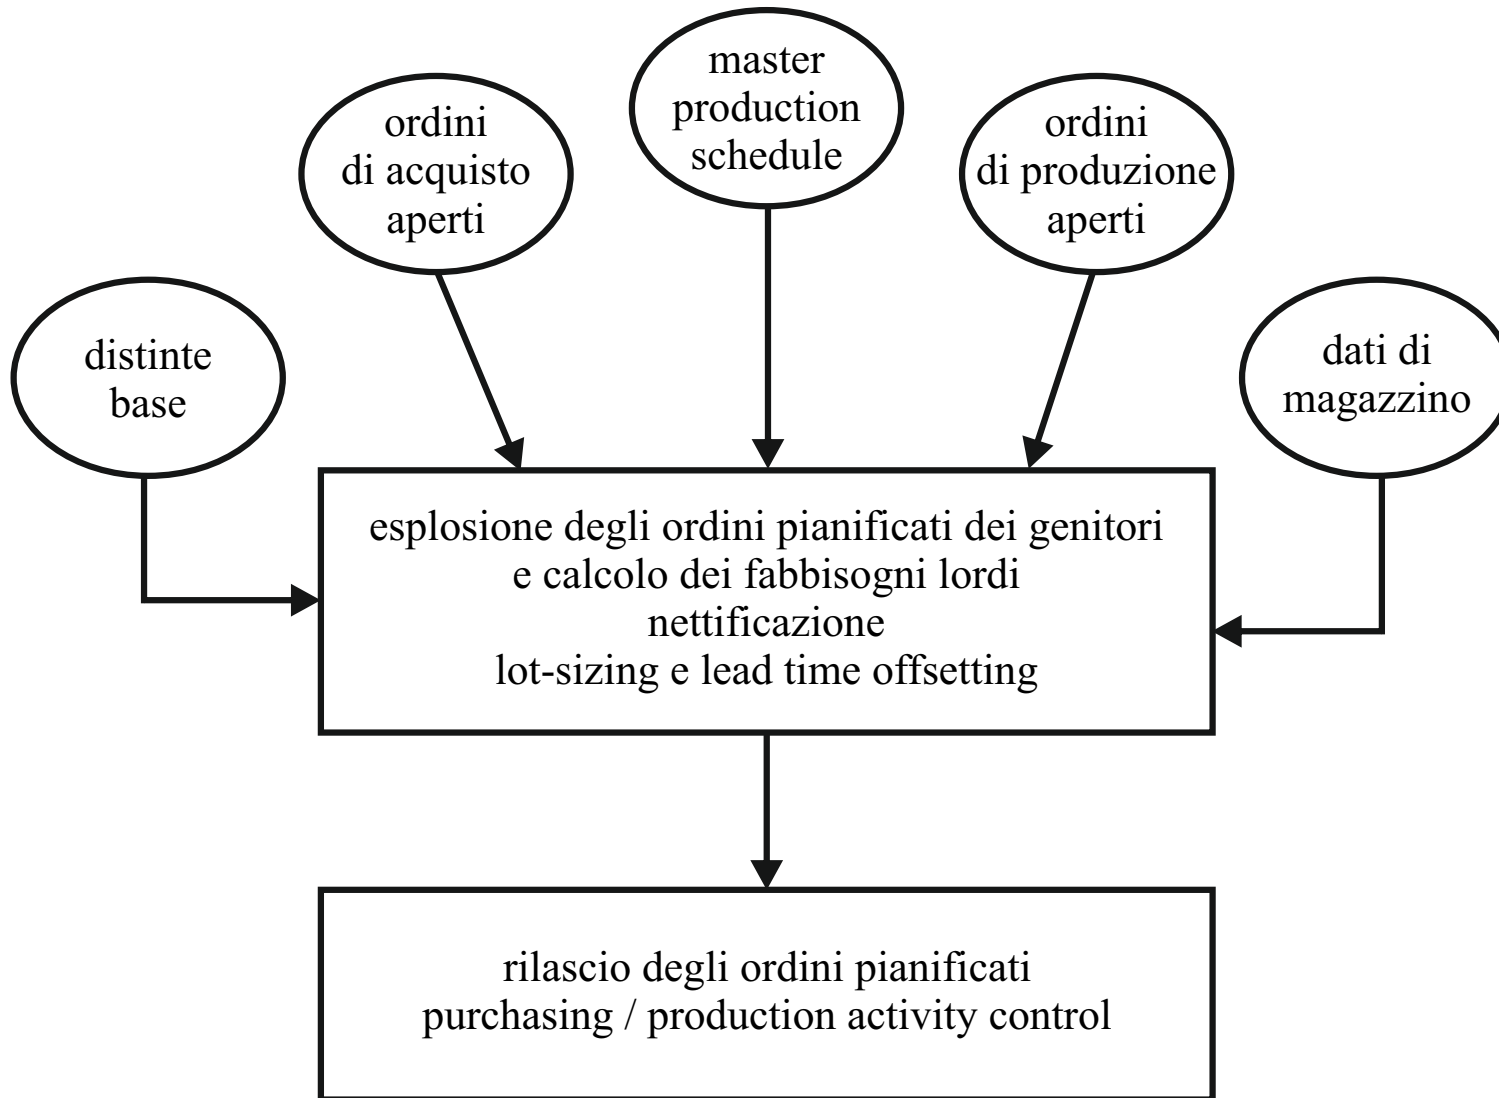 master
production
schedule
ordini
di acquisto
aperti
ordini
di produzione
aperti
distinte
base
dati di
magazzino
esplosione degli ordini pianificati dei genitori
e calcolo dei fabbisogni lordi
nettificazione
lot-sizing e lead time offsetting
rilascio degli ordini pianificati
purchasing / production activity control